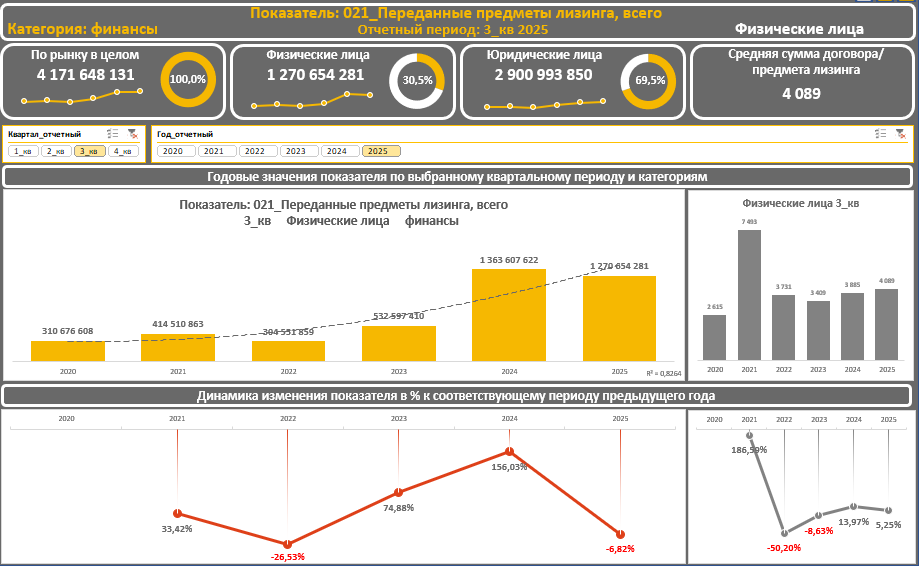 Показатель: 021_Переданные предметы лизинга, всего
Категория: финансы
Отчетный период: 3_кв 2025
Физические лица
По рынку в целом
4 171 648 131
100,0%
Физические лица
1 270 654 281
30,5%
Юридические лица
2 900 993 850
69,5%
Средняя сумма договора/
предмета лизинга
4 089
Квартал_отчетный
1_кв 2_кв 3_кв 4_кв
Год_отчетный
2020 2021 2022 2023 2024 2025
Годовые значения показателя по выбранному квартальному периоду и категориям
Показатель: 021_Переданные предметы лизинга, всего
3_кв Физические лица финансы
310 676 608
414 510 863
304 551 859
532 597 410
1 363 607 622
1 270 654 281
2020 2021 2022 2023 2024 2025
R² = 0,8264
Физические лица 3_кв
2 615
7 493
3 731
3 409
3 885
4 089
2020 2021 2022 2023 2024 2025
Динамика изменения показателя в % к соответствующему периоду предыдущего года
2020 2021 2022 2023 2024 2025
33,42%
-26,53%
74,88%
156,03%
-6,82%
2020 2021 2022 2023 2024 2025
186,59%
-50,20%
-8,63%
13,97%
5,25%